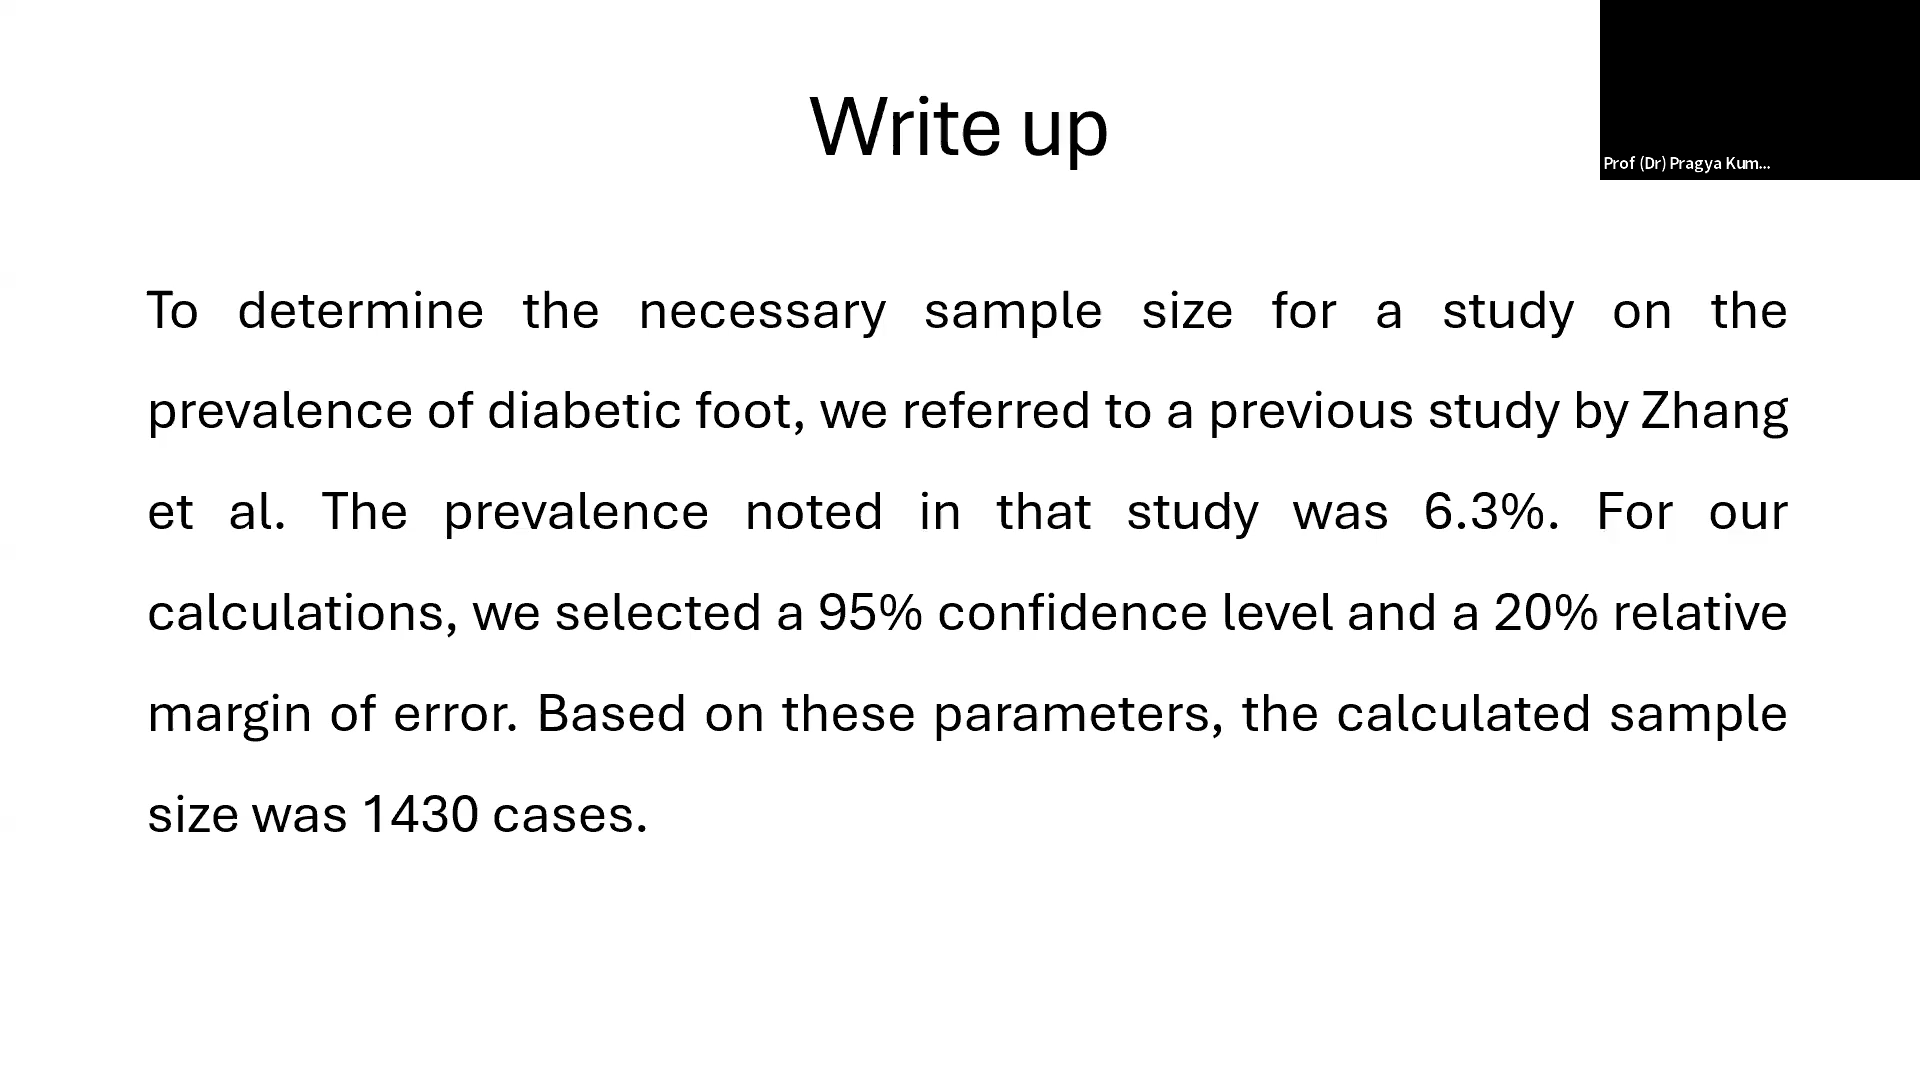 Write up
Prof (Dr) Pragya Kum...
To determine the necessary sample size for a study on the
prevalence of diabetic foot, we referred to a previous study by Zhang
et al. The prevalence noted in that study was 6.3%. For our
calculations, we selected a 95% confidence level and a 20% relative
margin of error. Based on these parameters, the calculated sample
size was 1430 cases.